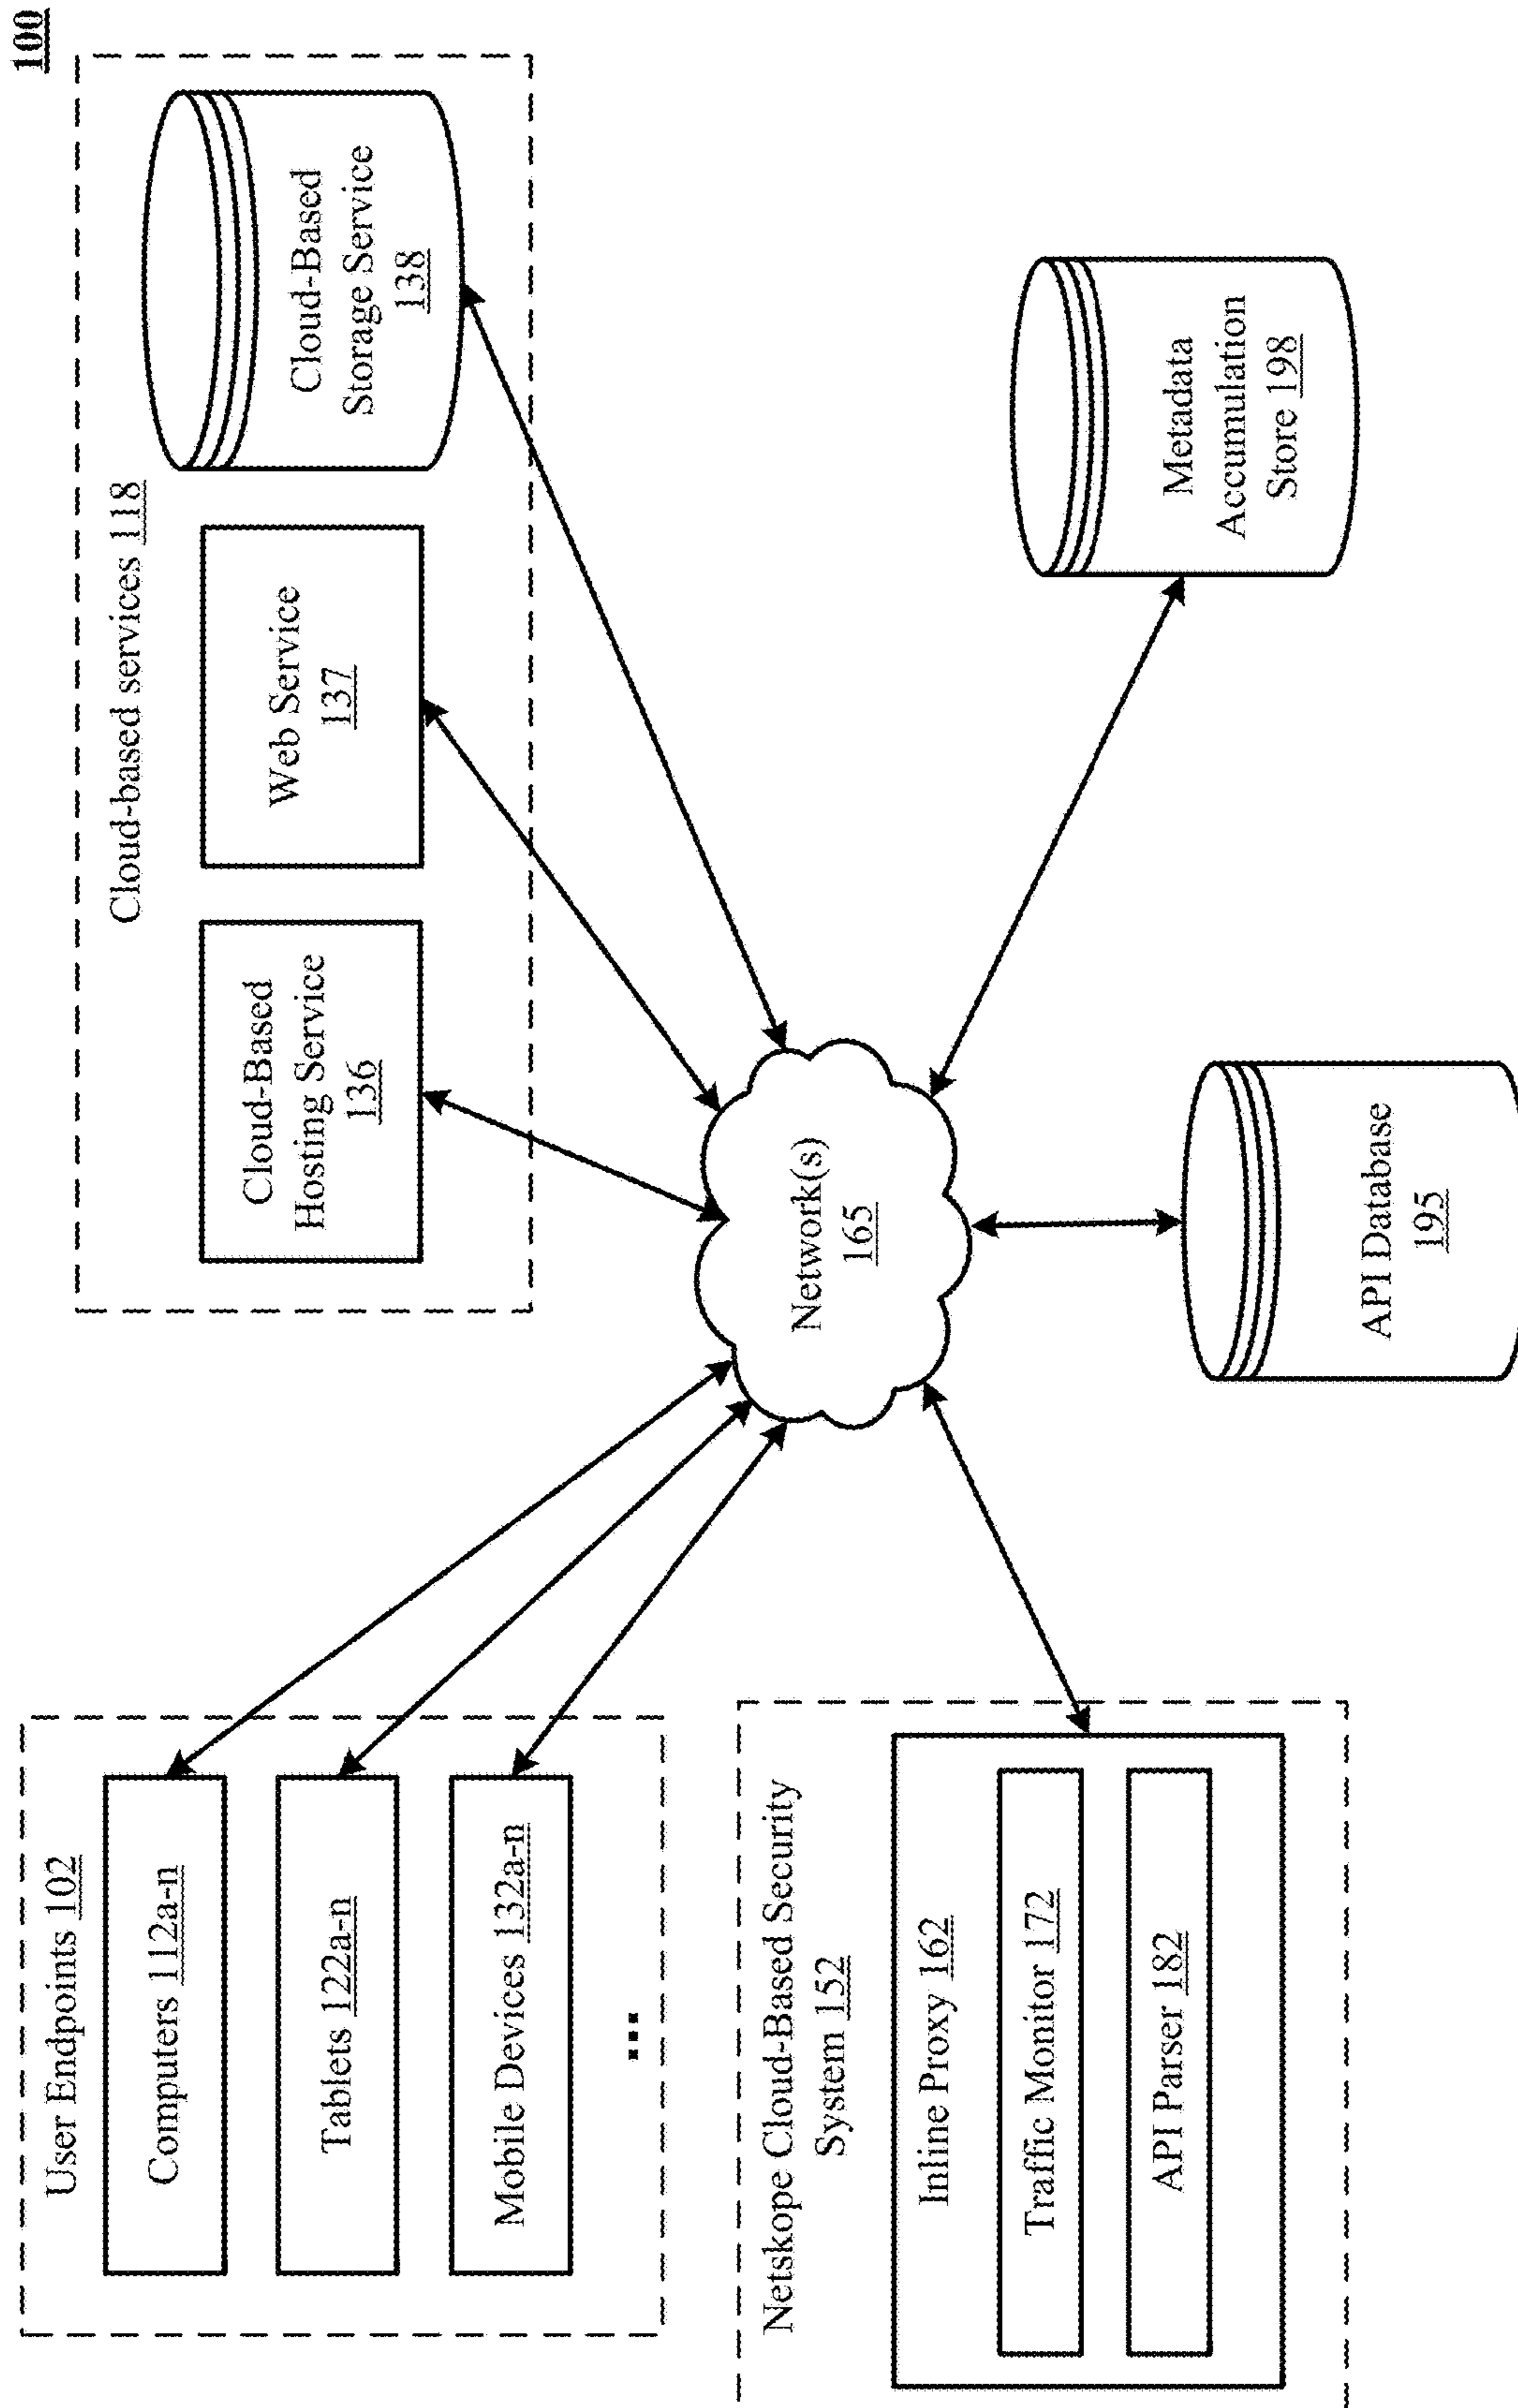 100
User Endpoints 102
Computers 112a-n
Tablets 122a-n
Mobile Devices 132a-n
...
Cloud-based services 118
Cloud-Based
Hosting Service
136
Web Service
137
Cloud-Based
Storage Service
138
Network(s)
165
Netskope Cloud-Based Security
System 152
Inline Proxy 162
Traffic Monitor 172
API Parser 182
API Database
195
Metadata
Accumulation
Store 198